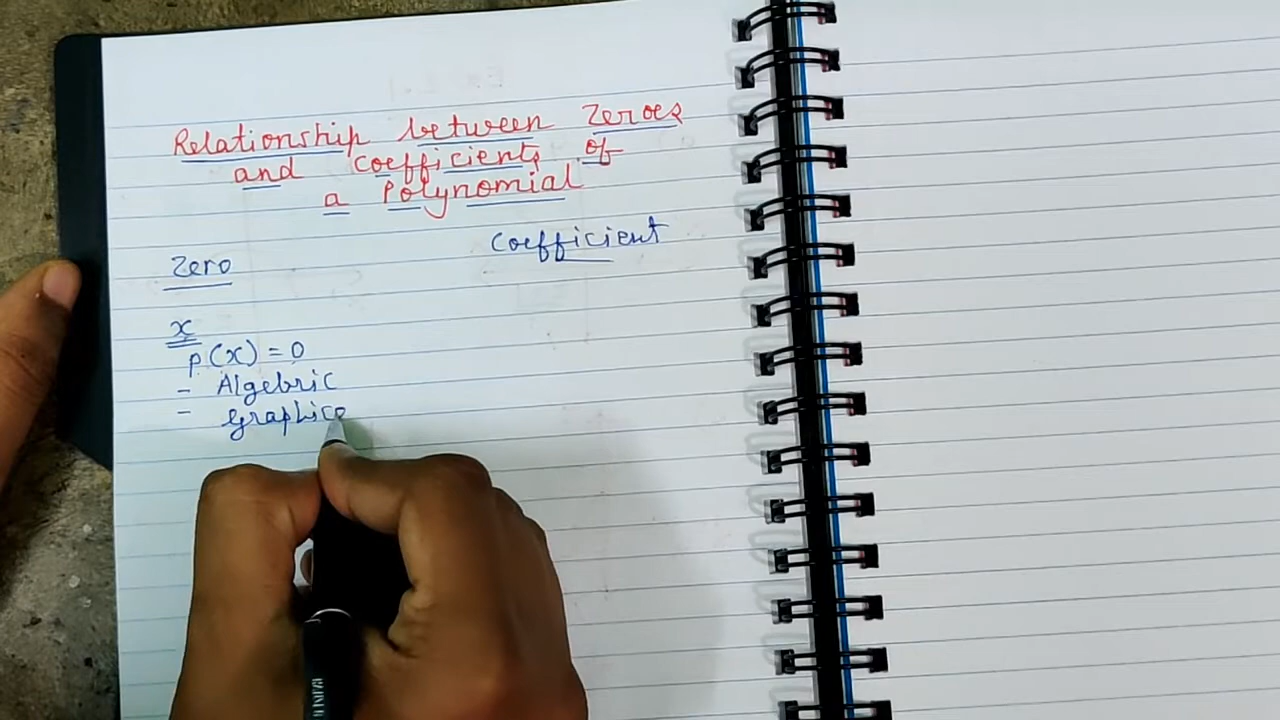 Relationship between Zeroes
and Coefficients of
a Polynomial
Zero
Coefficient
x
p(x) = 0
- Algebric
- Graphica